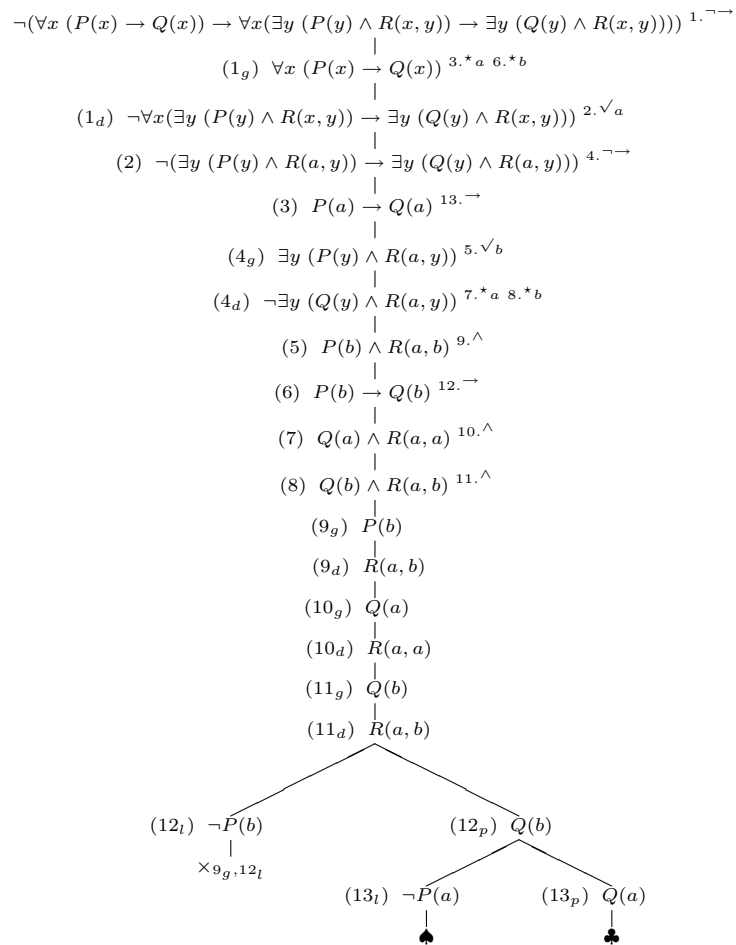 ¬(∀x (P(x) → Q(x)) → ∀x(∃y (P(y) ∧ R(x, y)) → ∃y (Q(y) ∧ R(x, y)))) 1.¬→
(1g) ∀x (P(x) → Q(x)) 3.⋆a 6.⋆b
(1d) ¬∀x(∃y (P(y) ∧ R(x, y)) → ∃y (Q(y) ∧ R(x, y))) 2.√a
(2) ¬(∃y (P(y) ∧ R(a, y)) → ∃y (Q(y) ∧ R(a, y))) 4.¬→
(3) P(a) → Q(a) 13.→
(4g) ∃y (P(y) ∧ R(a, y)) 5.√b
(4d) ¬∃y (Q(y) ∧ R(a, y)) 7.⋆a 8.⋆b
(5) P(b) ∧ R(a, b) 9.∧
(6) P(b) → Q(b) 12.→
(7) Q(a) ∧ R(a, a) 10.∧
(8) Q(b) ∧ R(a, b) 11.∧
(9g) P(b)
(9d) R(a, b)
(10g) Q(a)
(10d) R(a, a)
(11g) Q(b)
(11d) R(a, b)
(12l) ¬P(b) (12p) Q(b)
×9g,12l
(13l) ¬P(a) (13p) Q(a)
♠ ♣